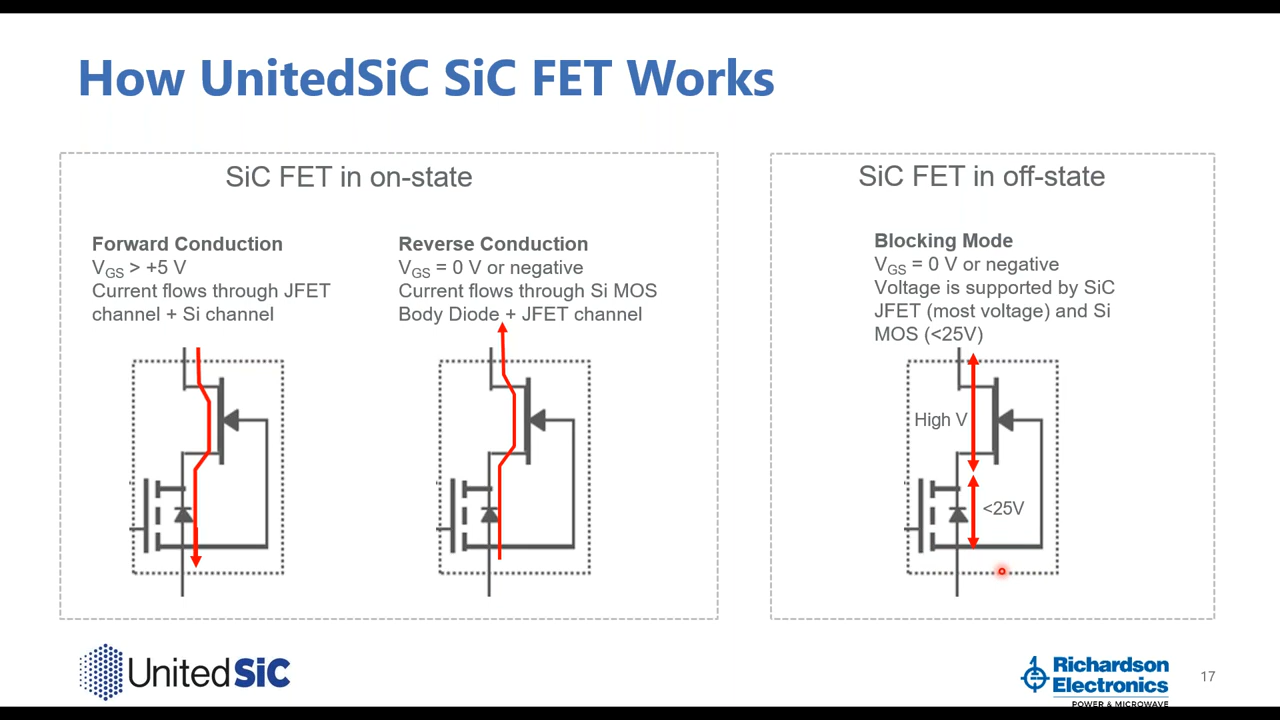 How UnitedSiC SiC FET Works
SiC FET in on-state
Forward Conduction
VGS > +5 V
Current flows through JFET
channel + Si channel
Reverse Conduction
VGS = 0 V or negative
Current flows through Si MOS
Body Diode + JFET channel
SiC FET in off-state
Blocking Mode
VGS = 0 V or negative
Voltage is supported by SiC
JFET (most voltage) and Si
MOS (<25V)
High V
<25V
UnitedSiC
Richardson
Electronics
POWER & MICROWAVE
17